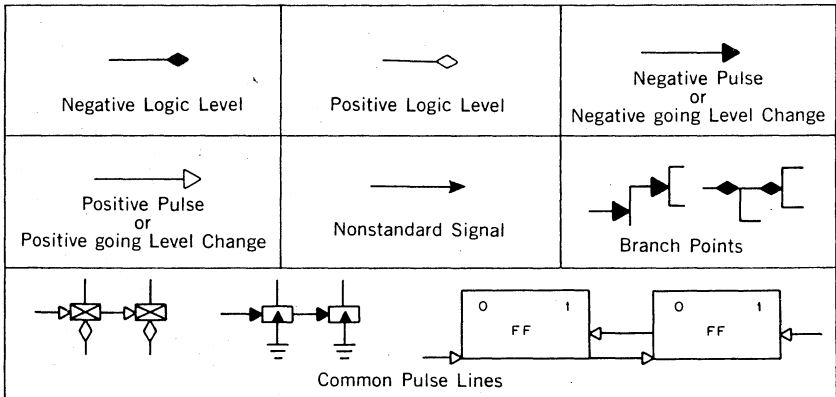 Negative Logic Level
Positive Logic Level
Negative Pulse
or
Negative going Level Change
Positive Pulse
or
Positive going Level Change
Nonstandard Signal
Branch Points
0 1
FF
0 1
FF
Common Pulse Lines